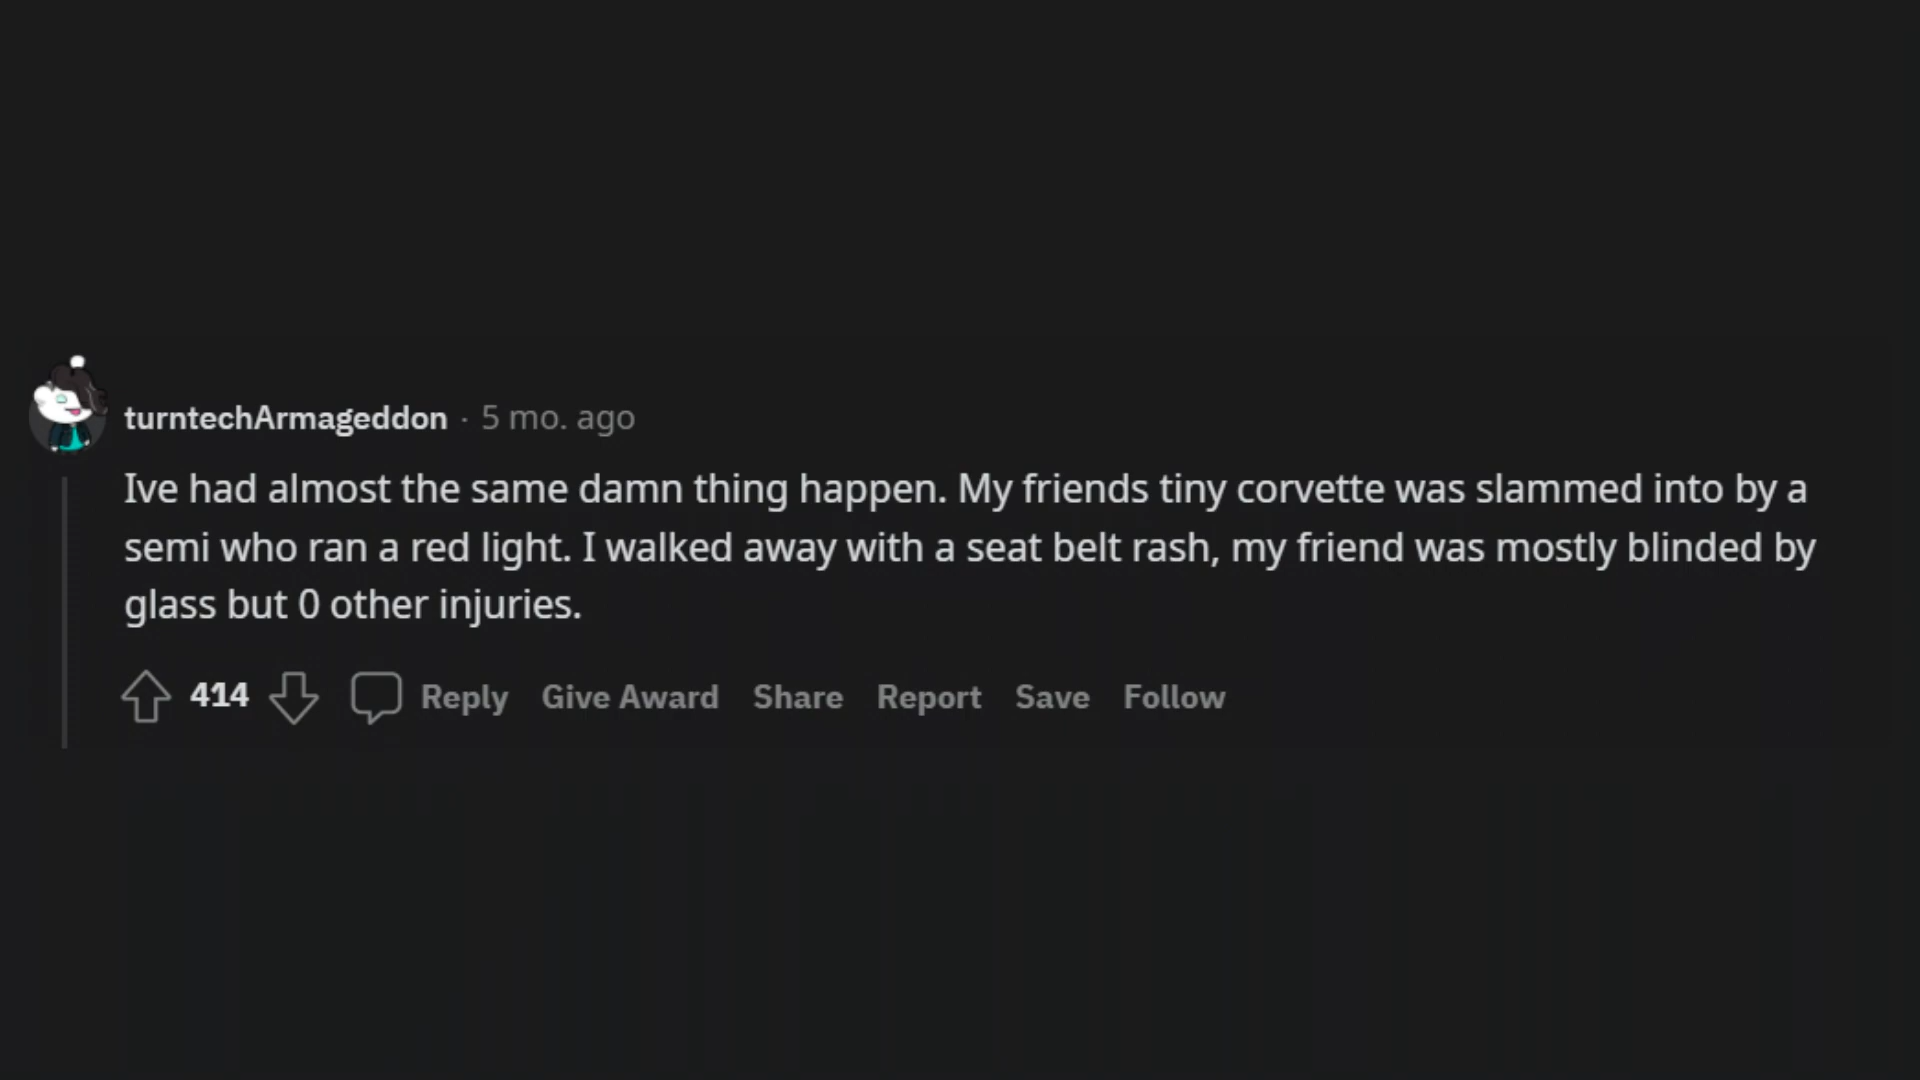 turntechArmageddon · 5 mo. ago
Ive had almost the same damn thing happen. My friends tiny corvette was slammed into by a
semi who ran a red light. I walked away with a seat belt rash, my friend was mostly blinded by
glass but 0 other injuries.
414 Reply Give Award Share Report Save Follow